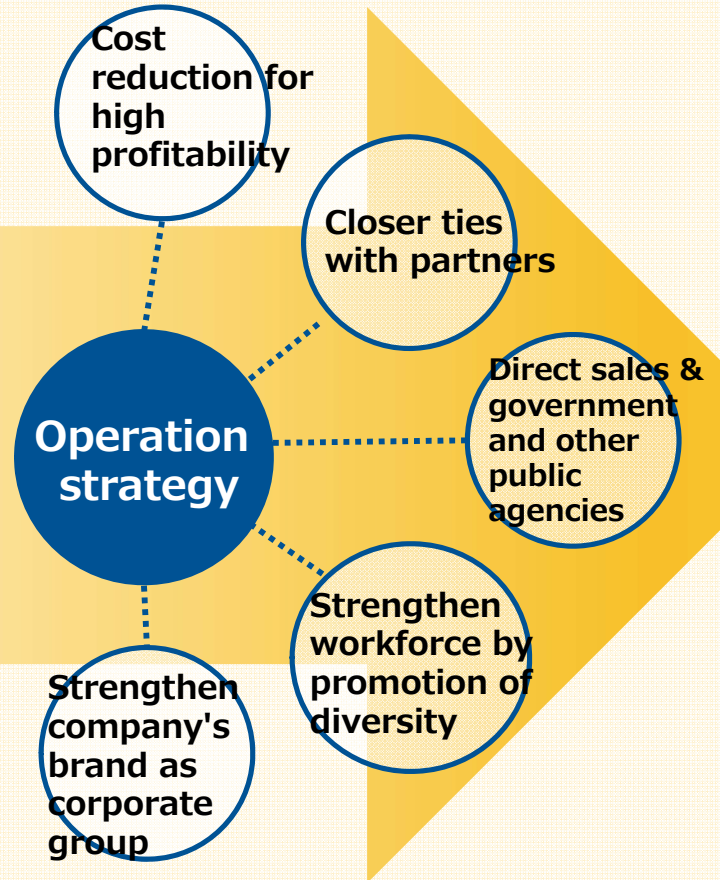 Cost
reduction for
high
profitability
Closer ties
with partners
Direct sales &
government
and other
public
agencies
Operation
strategy
Strengthen
workforce by
promotion of
diversity
Strengthen
company's
brand as
corporate
group